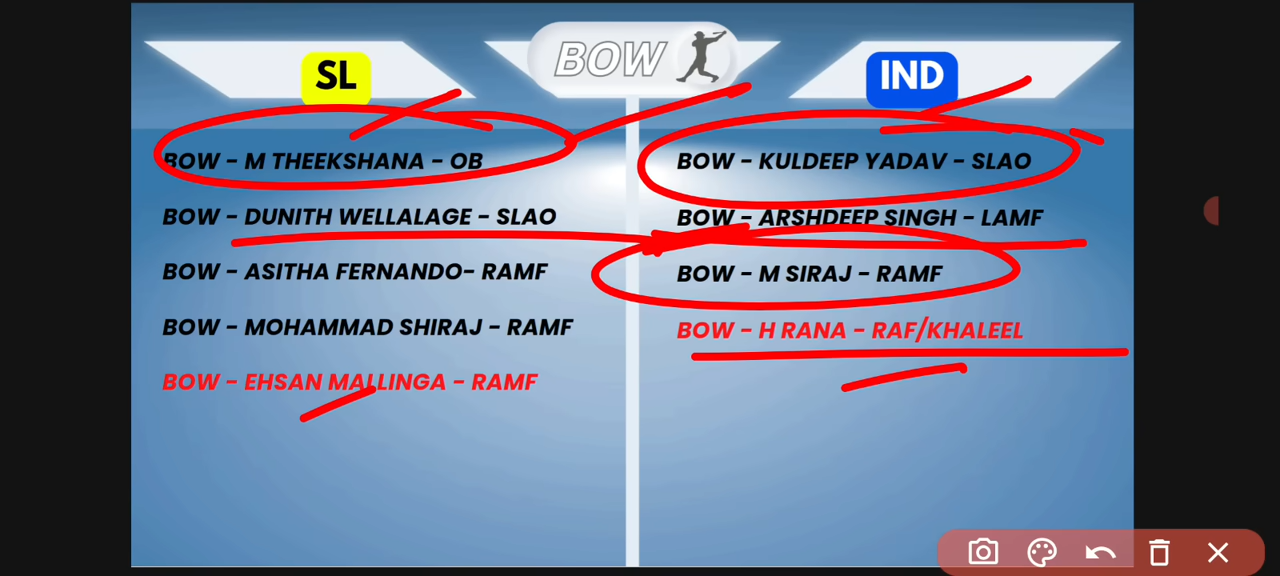 BOW
SL
IND
BOW - M THEEKSHANA - OB
BOW - DUNITH WELLALAGE - SLAO
BOW - ASITHA FERNANDO- RAMF
BOW - MOHAMMAD SHIRAJ - RAMF
BOW - EHSAN MALLINGA - RAMF
BOW - KULDEEP YADAV - SLAO
BOW - ARSHDEEP SINGH - LAMF
BOW - M SIRAJ - RAMF
BOW - H RANA - RAF/KHALEEL